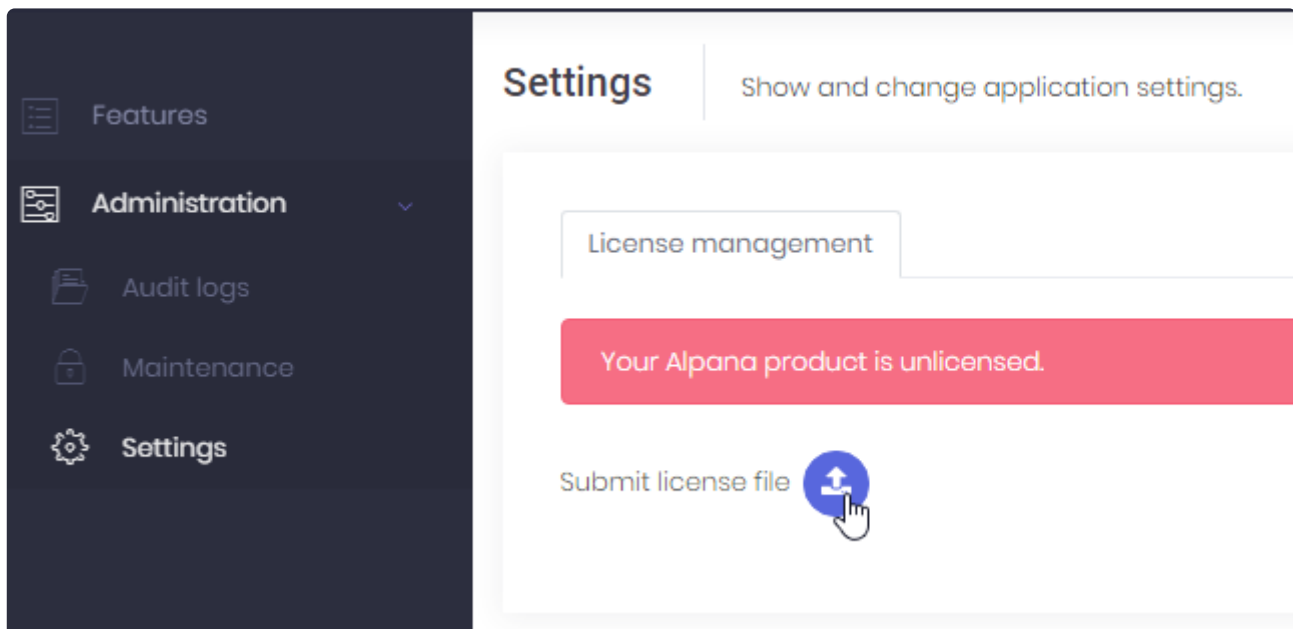 Features
Administration
Audit logs
Maintenance
Settings
Settings
Show and change application settings.
License management
Your Alpana product is unlicensed.
Submit license file